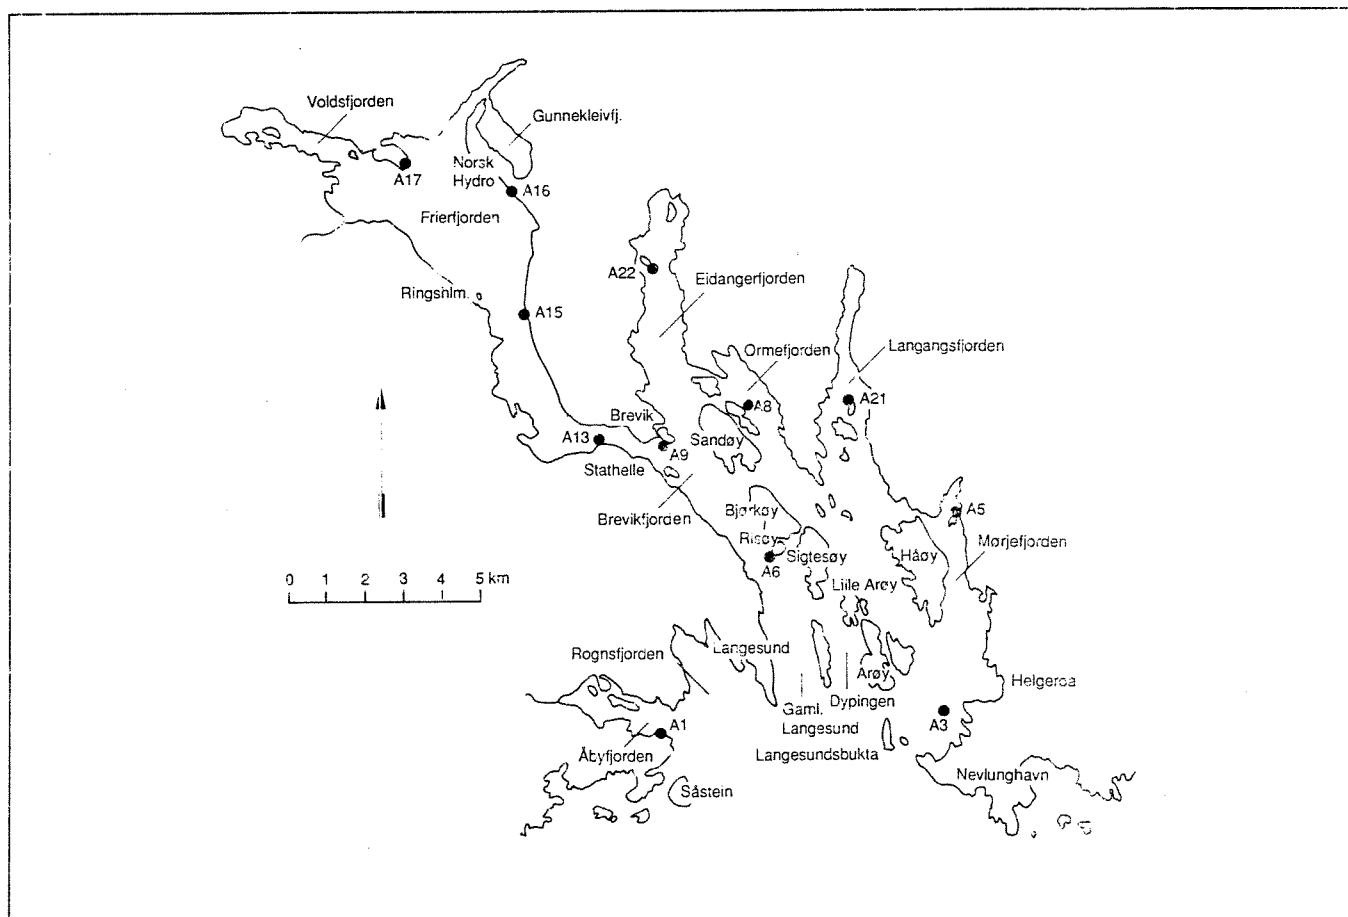 Voldsfjorden
Gunnekleivfj.
Norsk
Hydro
A17
A16
Frierfjorden
A22
Eidangerfjorden
Ringshlm.
A15
Ormefjorden
Langangsfjorden
A8
A21
Brevik
A13
Sandøy
A9
Stathelle
Brevikfjorden
Bjørkøy
A5
Risøy
Mørjefjorden
Sigtesøy
Håøy
A6
0 1 2 3 4 5 km
Lille Arøy
Rognsfjorden
Langesund
Arøy
Helgeroa
Dypingen
Gaml.
Langesund
A3
A1
Langesundsbukta
Åbyfjorden
Nevlunghavn
Såstein